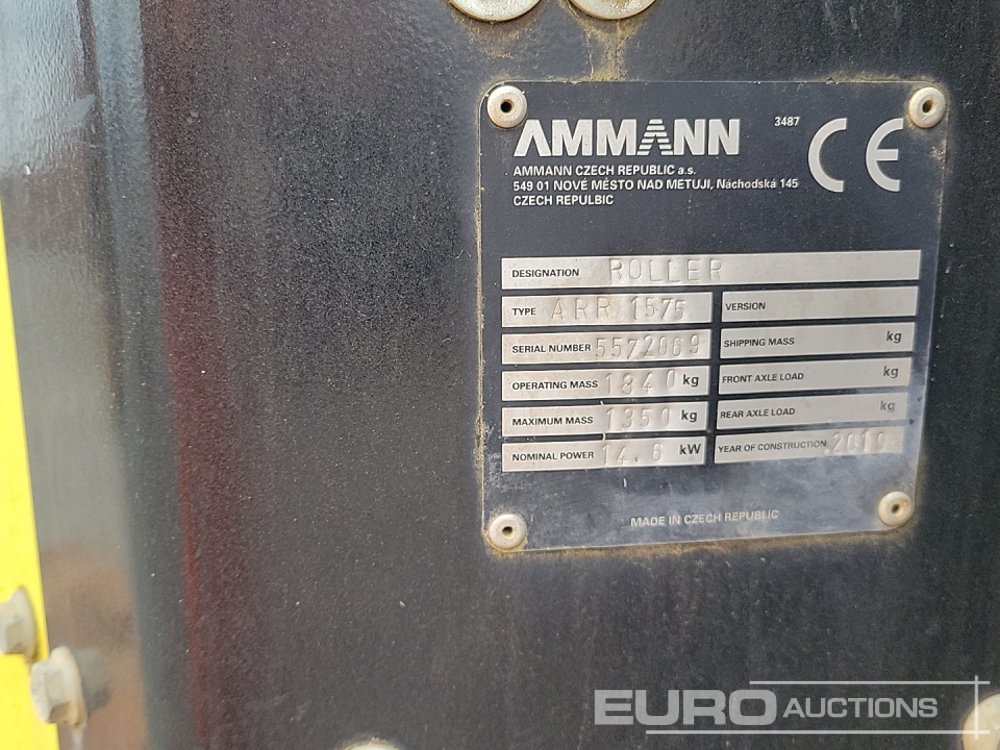 AMMANN
3487
CE
AMMANN CZECH REPUBLIC a.s.
549 01 NOVÉ MĚSTO NAD METUJI, Náchodská 145
CZECH REPULBIC
DESIGNATION ROLLER
TYPE ARR 1575 VERSION
SERIAL NUMBER 5572069 SHIPPING MASS kg
OPERATING MASS 1340 kg FRONT AXLE LOAD kg
MAXIMUM MASS 1350 kg REAR AXLE LOAD kg
NOMINAL POWER 14.6 kW YEAR OF CONSTRUCTION 2019
MADE IN CZECH REPUBLIC
EURO AUCTIONS